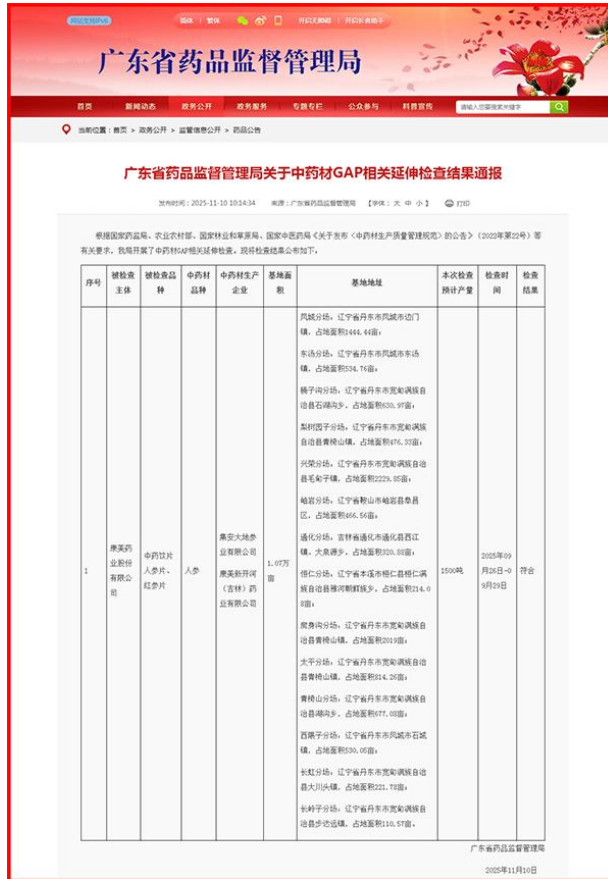 网站支持IPv6
简体 | 繁体
开启无障碍 | 开启长者助手
广东省药品监督管理局
首页 新闻动态 政务公开 政务服务 专题专栏 公众参与 科普宣传 请输入您要搜索关键字
当前位置：首页 > 政务公开 > 监管信息公开 > 药品公告
广东省药品监督管理局关于中药材GAP相关延伸检查结果通报
发布时间：2025-11-10 10:14:34 来源：广东省药品监督管理局 【字体： 大 中 小 】 打印
根据国家药监局、农业农村部、国家林业和草原局、国家中医药局《关于发布〈中药材生产质量管理规范〉的公告》（2022年第22号）等
有关要求，我局开展了中药材GAP相关延伸检查。现将检查结果公布如下。
序号
被检查
主体
被检查品
种
中药材
品种
中药材生产
企业
基地面
积
基地地址
本次检查
预计产量
检查时
间
检查
结果
1
康美药
业股份
有限公
司
中药饮片
人参片、
红参片
人参
集安大地参
业有限公司
康美新开河
（吉林）药
业有限公司
1.07万
亩
凤城分场：辽宁省丹东市凤城市边门
镇，占地面积1444.44亩；
东汤分场：辽宁省丹东市凤城市东汤
镇，占地面积534.76亩；
桶子沟分场：辽宁省丹东市宽甸满族自
治县石湖沟乡，占地面积630.97亩；
梨树园子分场：辽宁省丹东市宽甸满族
自治县青椅山镇，占地面积476.33亩；
兴荣分场：辽宁省丹东市宽甸满族自治
县毛甸子镇，占地面积2229.85亩；
岫岩分场：辽宁省鞍山市岫岩县阜昌
区，占地面积466.56亩；
通化分场：吉林省通化市通化县西江
镇、大泉源乡，占地面积320.88亩；
桓仁分场：辽宁省本溪市桓仁县桓仁满
族自治县雅河朝鲜族乡，占地面积214.0
8亩；
房身沟分场：辽宁省丹东市宽甸满族自
治县青椅山镇，占地面积2019亩；
太平分场：辽宁省丹东市宽甸满族自治
县青椅山镇，占地面积814.26亩；
青椅山分场：辽宁省丹东市宽甸满族自
治县湖沟乡，占地面积677.08亩；
西隈子分场：辽宁省丹东市凤城市石城
镇，占地面积530.05亩；
长虹分场：辽宁省丹东市宽甸满族自治
县大川头镇，占地面积221.78亩；
长岭子分场：辽宁省丹东市宽甸满族自
治县步达远镇，占地面积110.57亩。
1500吨
2025年09
月26日-0
9月29日
符合
广东省药品监督管理局
2025年11月10日